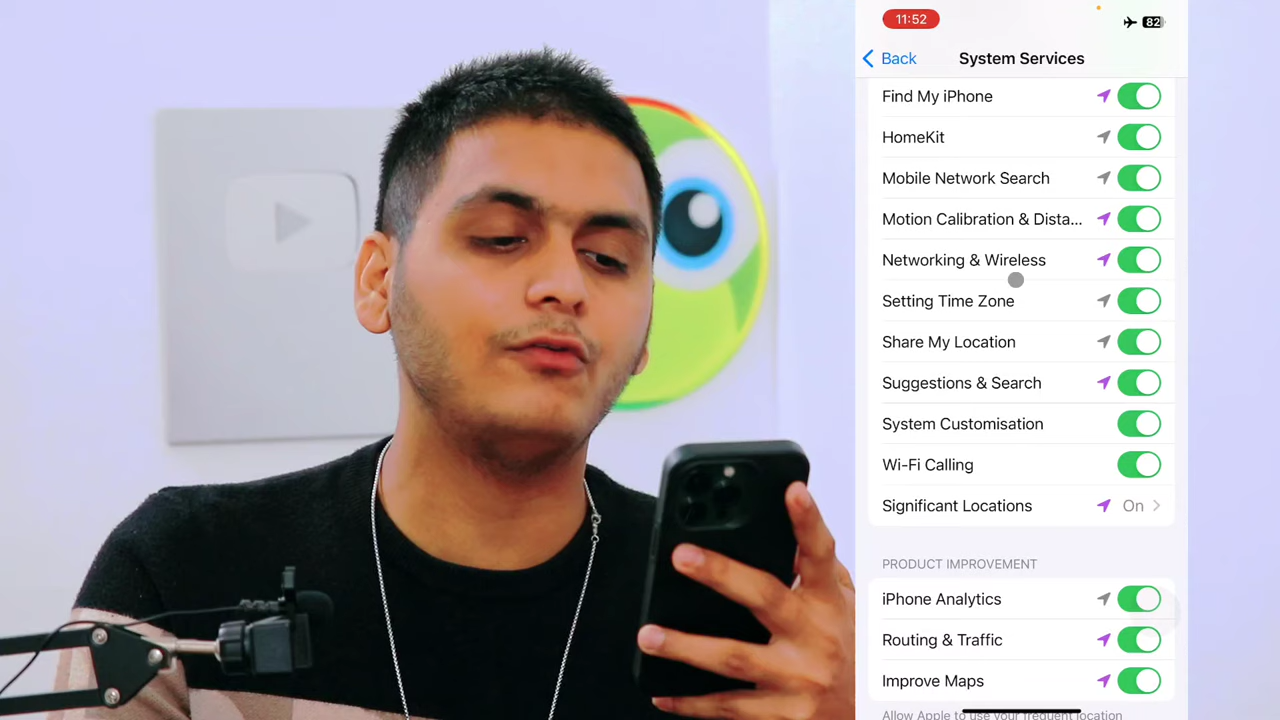 11:52
82
Back
System Services
Find My iPhone
HomeKit
Mobile Network Search
Motion Calibration & Dista...
Networking & Wireless
Setting Time Zone
Share My Location
Suggestions & Search
System Customisation
Wi-Fi Calling
Significant Locations On
PRODUCT IMPROVEMENT
iPhone Analytics
Routing & Traffic
Improve Maps
Allow Apple to use your frequent location